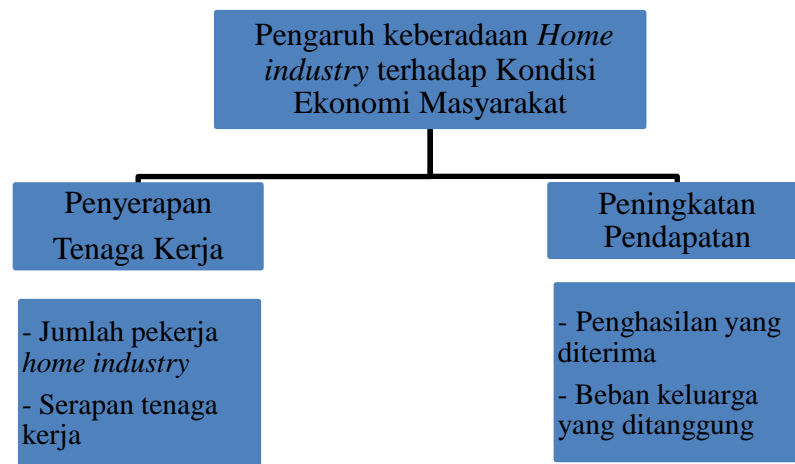 Pengaruh keberadaan Home
industry terhadap Kondisi
Ekonomi Masyarakat
Penyerapan
Tenaga Kerja
Peningkatan
Pendapatan
- Jumlah pekerja
home industry
- Serapan tenaga
kerja
- Penghasilan yang
diterima
- Beban keluarga
yang ditanggung